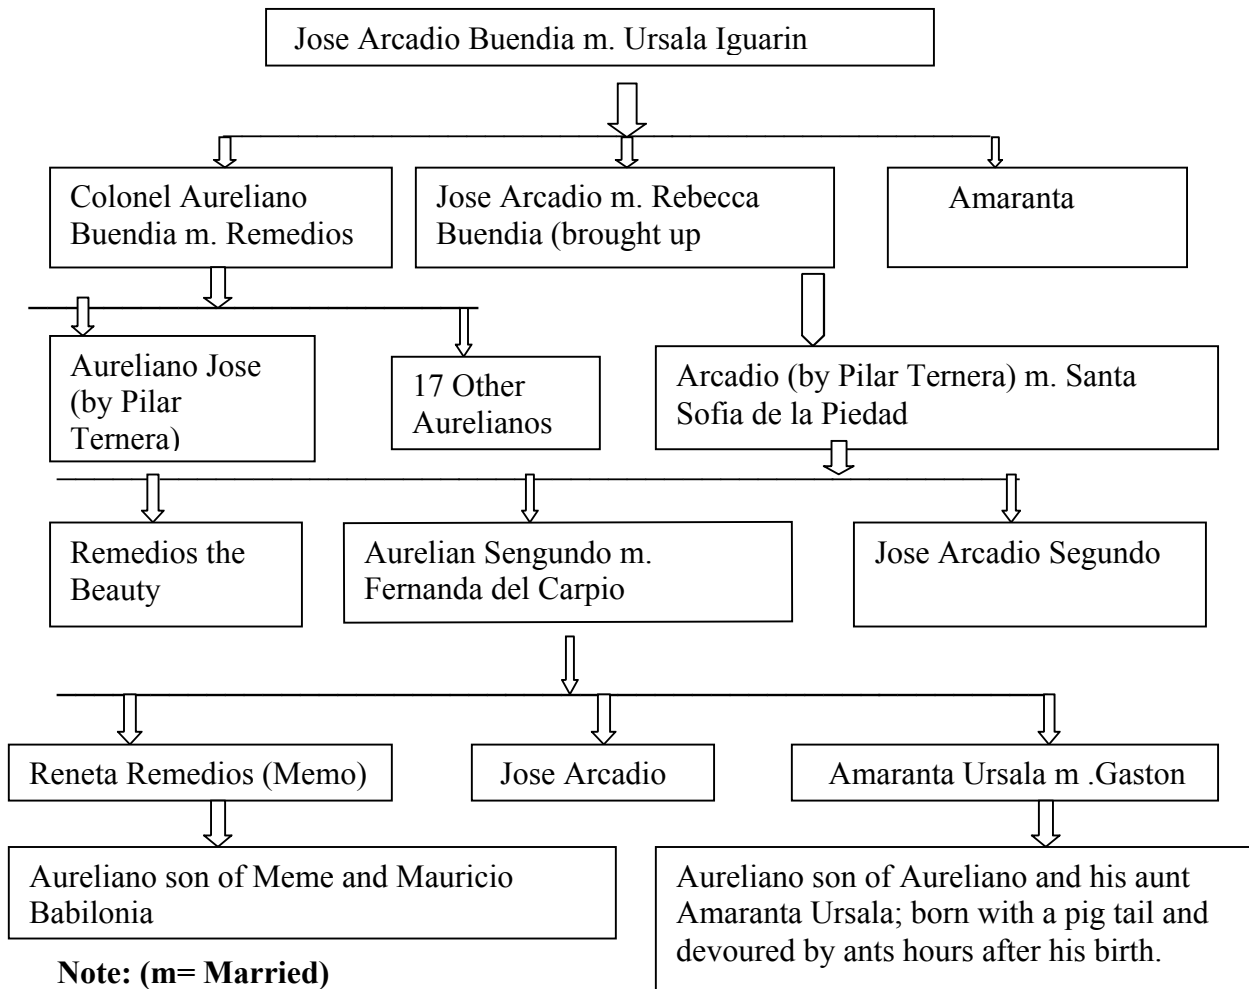 Jose Arcadio Buendia m. Ursala Iguarin
Colonel Aureliano
Buendia m. Remedios
Jose Arcadio m. Rebecca
Buendia (brought up
Amaranta
Aureliano Jose
(by Pilar
Ternera)
17 Other
Aurelianos
Arcadio (by Pilar Ternera) m. Santa
Sofia de la Piedad
Remedios the
Beauty
Aurelian Sengundo m.
Fernanda del Carpio
Jose Arcadio Segundo
Reneta Remedios (Memo)
Jose Arcadio
Amaranta Ursala m .Gaston
Aureliano son of Meme and Mauricio
Babilonia
Aureliano son of Aureliano and his aunt
Amaranta Ursala; born with a pig tail and
devoured by ants hours after his birth.
Note: (m= Married)